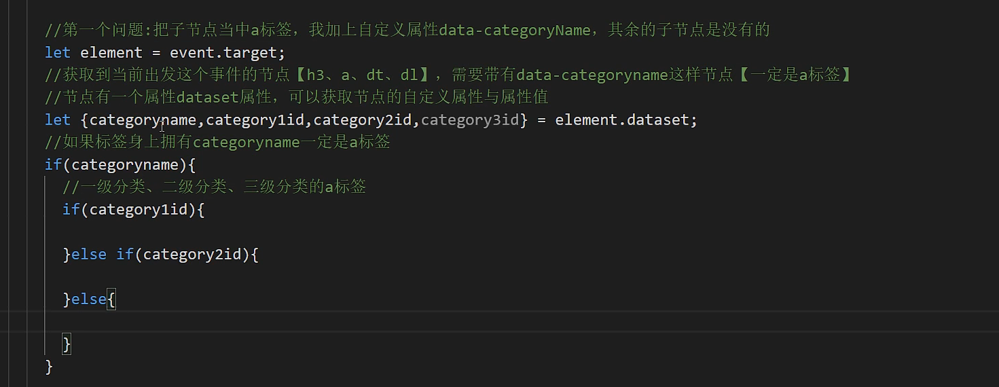 //第一个问题:把子节点当中a标签，我加上自定义属性data-categoryName，其余的子节点是没有的
let element = event.target;
//获取到当前出发这个事件的节点【h3、a、dt、dl】，需要带有data-categoryname这样节点【一定是a标签】
//节点有一个属性dataset属性，可以获取节点的自定义属性与属性值
let {categoryname,category1id,category2id,category3id} = element.dataset;
//如果标签身上拥有categoryname一定是a标签
if(categoryname){
//一级分类、二级分类、三级分类的a标签
if(category1id){
}else if(category2id){
}else{
}
}